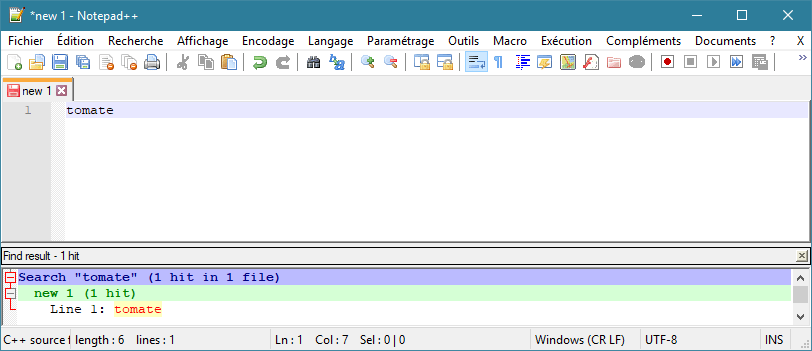 *new 1 - Notepad++
Fichier Édition Recherche Affichage Encodage Langage Paramétrage Outils Macro Exécution Compléments Documents ? X
new 1
1 tomate
Find result - 1 hit
Search "tomate" (1 hit in 1 file)
new 1 (1 hit)
Line 1: tomate
C++ source f length : 6 lines : 1 Ln : 1 Col : 7 Sel : 0 | 0 Windows (CR LF) UTF-8 INS